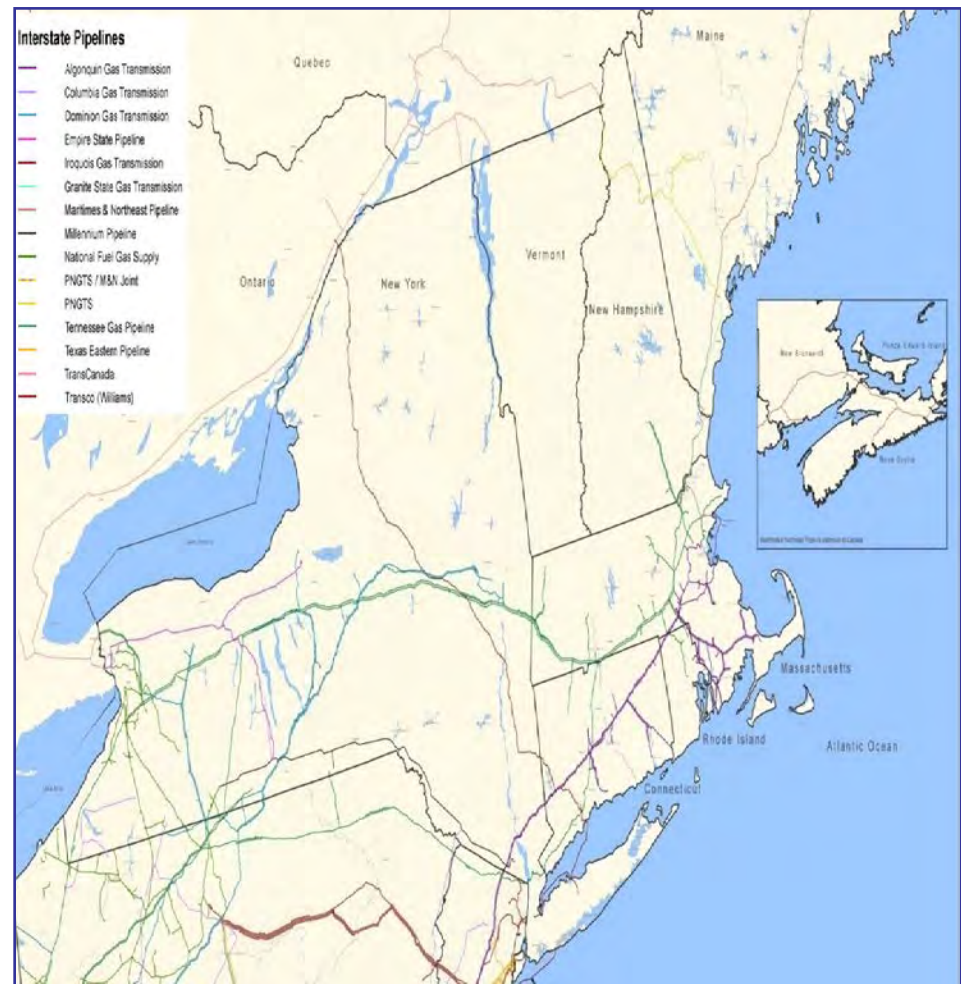 Interstate Pipelines
Algonquin Gas Transmission
Columbia Gas Transmission
Dominion Gas Transmission
Empire State Pipeline
Iroquois Gas Transmission
Granite State Gas Transmission
Maritimes & Northeast Pipeline
Millennium Pipeline
National Fuel Gas Supply
PNGTS / M&N Joint
PNGTS
Tennessee Gas Pipeline
Texas Eastern Pipeline
TransCanada
Transco (Williams)
Maine
Quebec
Vermont
Ontario
New York
New Hampshire
New Brunswick
Prince Edward Island
Nova Scotia
Massachusetts
Rhode Island
Atlantic Ocean
Connecticut